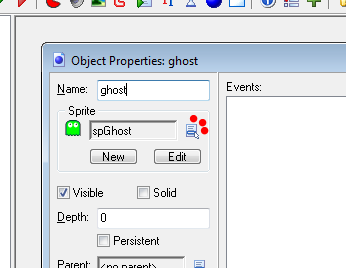 Object Properties: ghost
Name: ghost
Events:
Sprite
spGhost
New Edit
Visible Solid
Depth: 0
Persistent
Parent: <no parent>